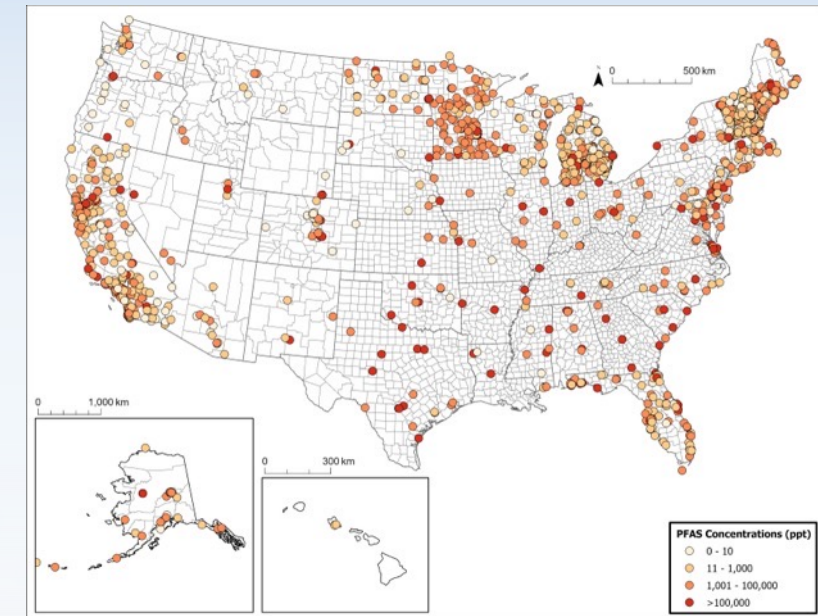 0 500 km
0 1,000 km
0 300 km
PFAS Concentrations (ppt)
0 - 10
11 - 1,000
1,001 - 100,000
>100,000